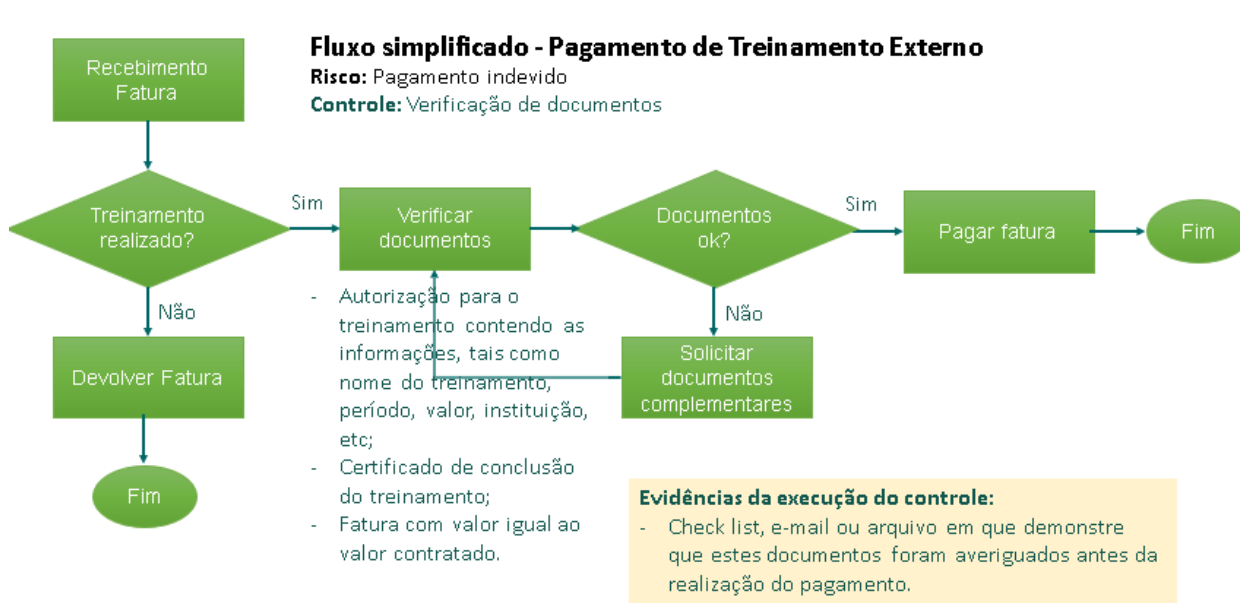 Fluxo simplificado - Pagamento de Treinamento Externo
Risco: Pagamento indevido
Controle: Verificação de documentos
Recebimento
Fatura
Treinamento
realizado?
Sim
Verificar
documentos
Documentos
ok?
Sim
Pagar fatura
Fim
Não
Devolver Fatura
Fim
- Autorização para o
treinamento contendo as
informações, tais como
nome do treinamento,
período, valor, instituição,
etc;
- Certificado de conclusão
do treinamento;
- Fatura com valor igual ao
valor contratado.
Não
Solicitar
documentos
complementares
Evidências da execução do controle:
- Check list, e-mail ou arquivo em que demonstre
que estes documentos foram averiguados antes da
realização do pagamento.